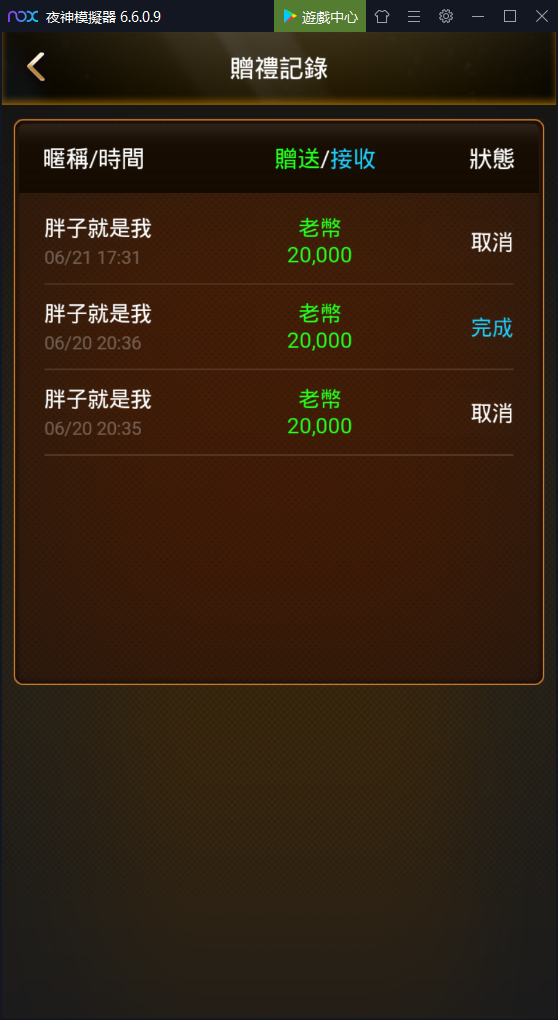 nox 夜神模擬器 6.6.0.9 遊戲中心
贈禮記錄
暱稱/時間 贈送/接收 狀態
胖子就是我 老幣 取消
06/21 17:31 20,000
胖子就是我 老幣 完成
06/20 20:36 20,000
胖子就是我 老幣 取消
06/20 20:35 20,000